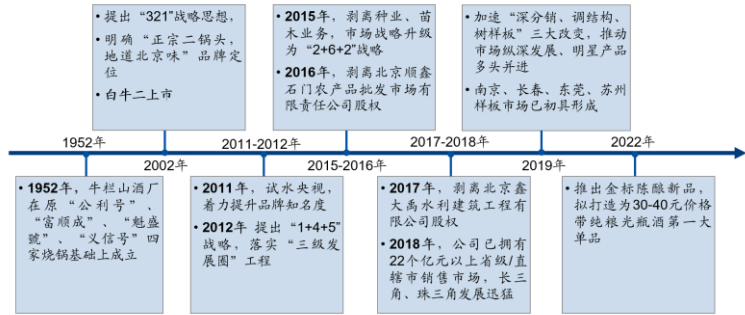 • 提出“321”战略思想，
• 明确“正宗二锅头，
地道北京味”品牌定
位
• 白牛二上市
• 2015年，剥离种业、苗
木业务，市场战略升级
为“2+6+2”战略
• 2016年，剥离北京顺鑫
石门农产品批发市场有
限责任公司股权
• 加速“深分销、调结构、
树样板”三大改变，推动
市场纵深发展、明星产品
多头并进
• 南京、长春、东莞、苏州
样板市场已初具形成
1952年
2002年
2011-2012年
2015-2016年
2017-2018年
2019年
2022年
• 1952年，牛栏山酒厂
在原“公利号”、
“富顺成”、“魁盛
號”、“义信号”四
家烧锅基础上成立
• 2011年，试水央视，
着力提升品牌知名度
• 2012年 提出“1+4+5”
战略，落实“三级发
展圈”工程
• 2017年，剥离北京鑫
大禹水利建筑工程有
限公司股权
• 2018年，公司已拥有
22个亿元以上省级/直
辖市销售市场，长三
角、珠三角发展迅猛
• 推出金标陈酿新品，
拟打造为30-40元价格
带纯粮光瓶酒第一大
单品